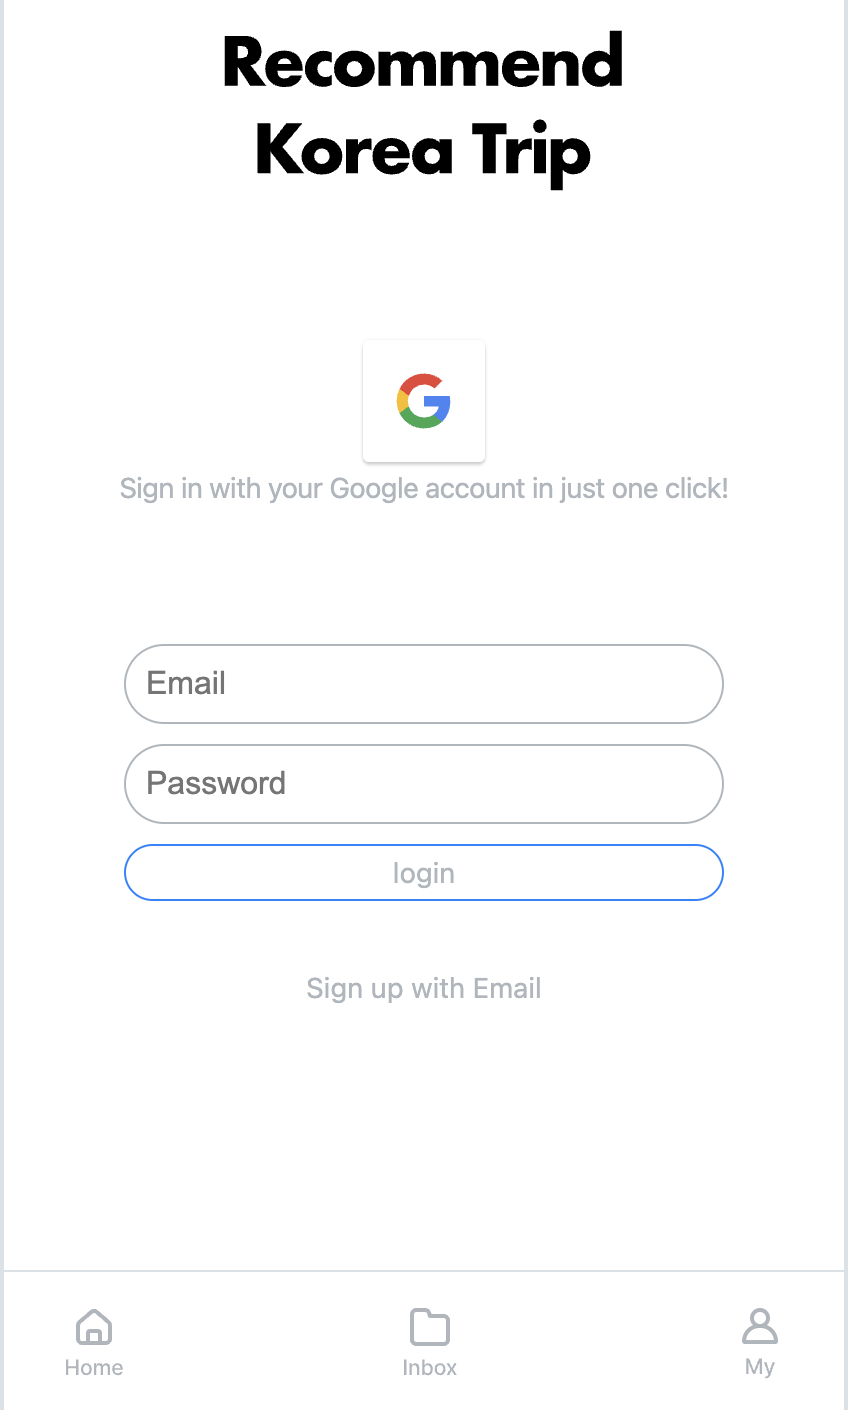 Recommend
Korea Trip
Sign in with your Google account in just one click!
Email
Password
login
Sign up with Email
Home
Inbox
My